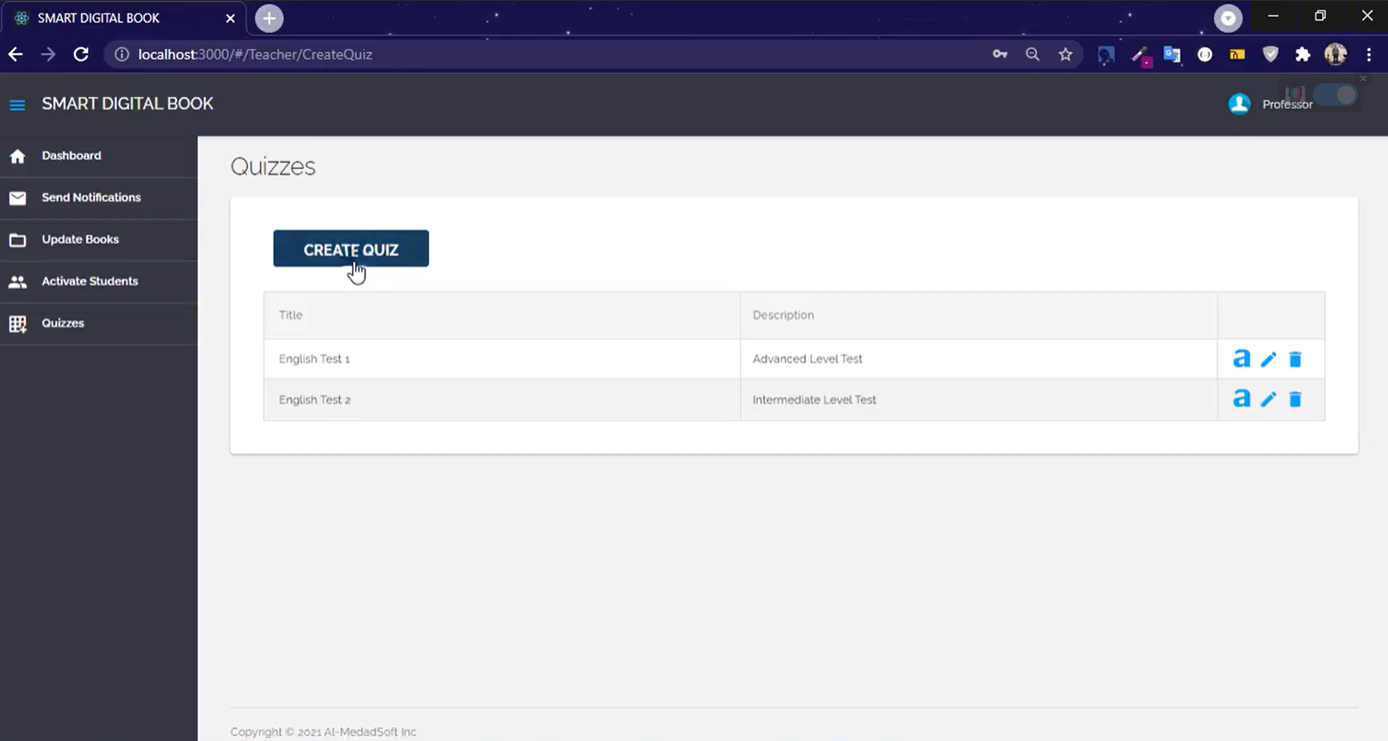 SMART DIGITAL BOOK
localhost:3000/#/Teacher/CreateQuiz
SMART DIGITAL BOOK
Professor
Dashboard
Send Notifications
Update Books
Activate Students
Quizzes
Quizzes
CREATE QUIZ
Title Description
English Test 1 Advanced Level Test
a
English Test 2 Intermediate Level Test
a
Copyright © 2021 Al-MedadSoft Inc